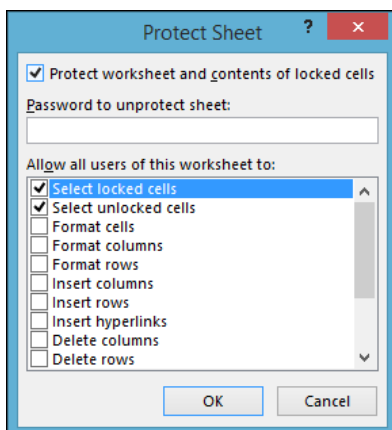 Protect Sheet
Protect worksheet and contents of locked cells
Password to unprotect sheet:
Allow all users of this worksheet to:
Select locked cells
Select unlocked cells
Format cells
Format columns
Format rows
Insert columns
Insert rows
Insert hyperlinks
Delete columns
Delete rows
OK Cancel